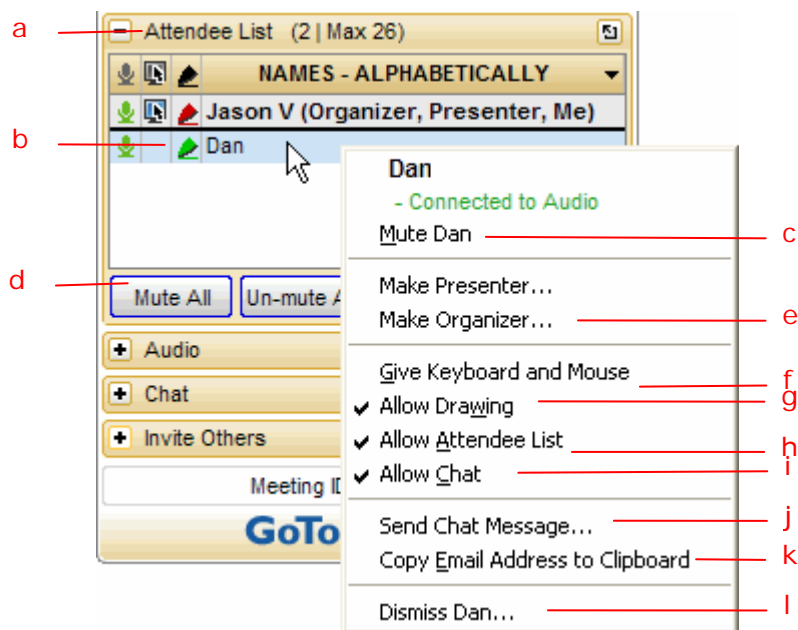 a
Attendee List (2 | Max 26)
NAMES - ALPHABETICALLY
Jason V (Organizer, Presenter, Me)
b
Dan
Dan
- Connected to Audio
Mute Dan
c
d
Mute All
Un-mute A
Make Presenter...
Make Organizer...
e
Audio
Give Keyboard and Mouse
f
Chat
Allow Drawing
g
Invite Others
Allow Attendee List
h
Allow Chat
i
Meeting ID
GoTo
Send Chat Message...
j
Copy Email Address to Clipboard
k
Dismiss Dan...
l